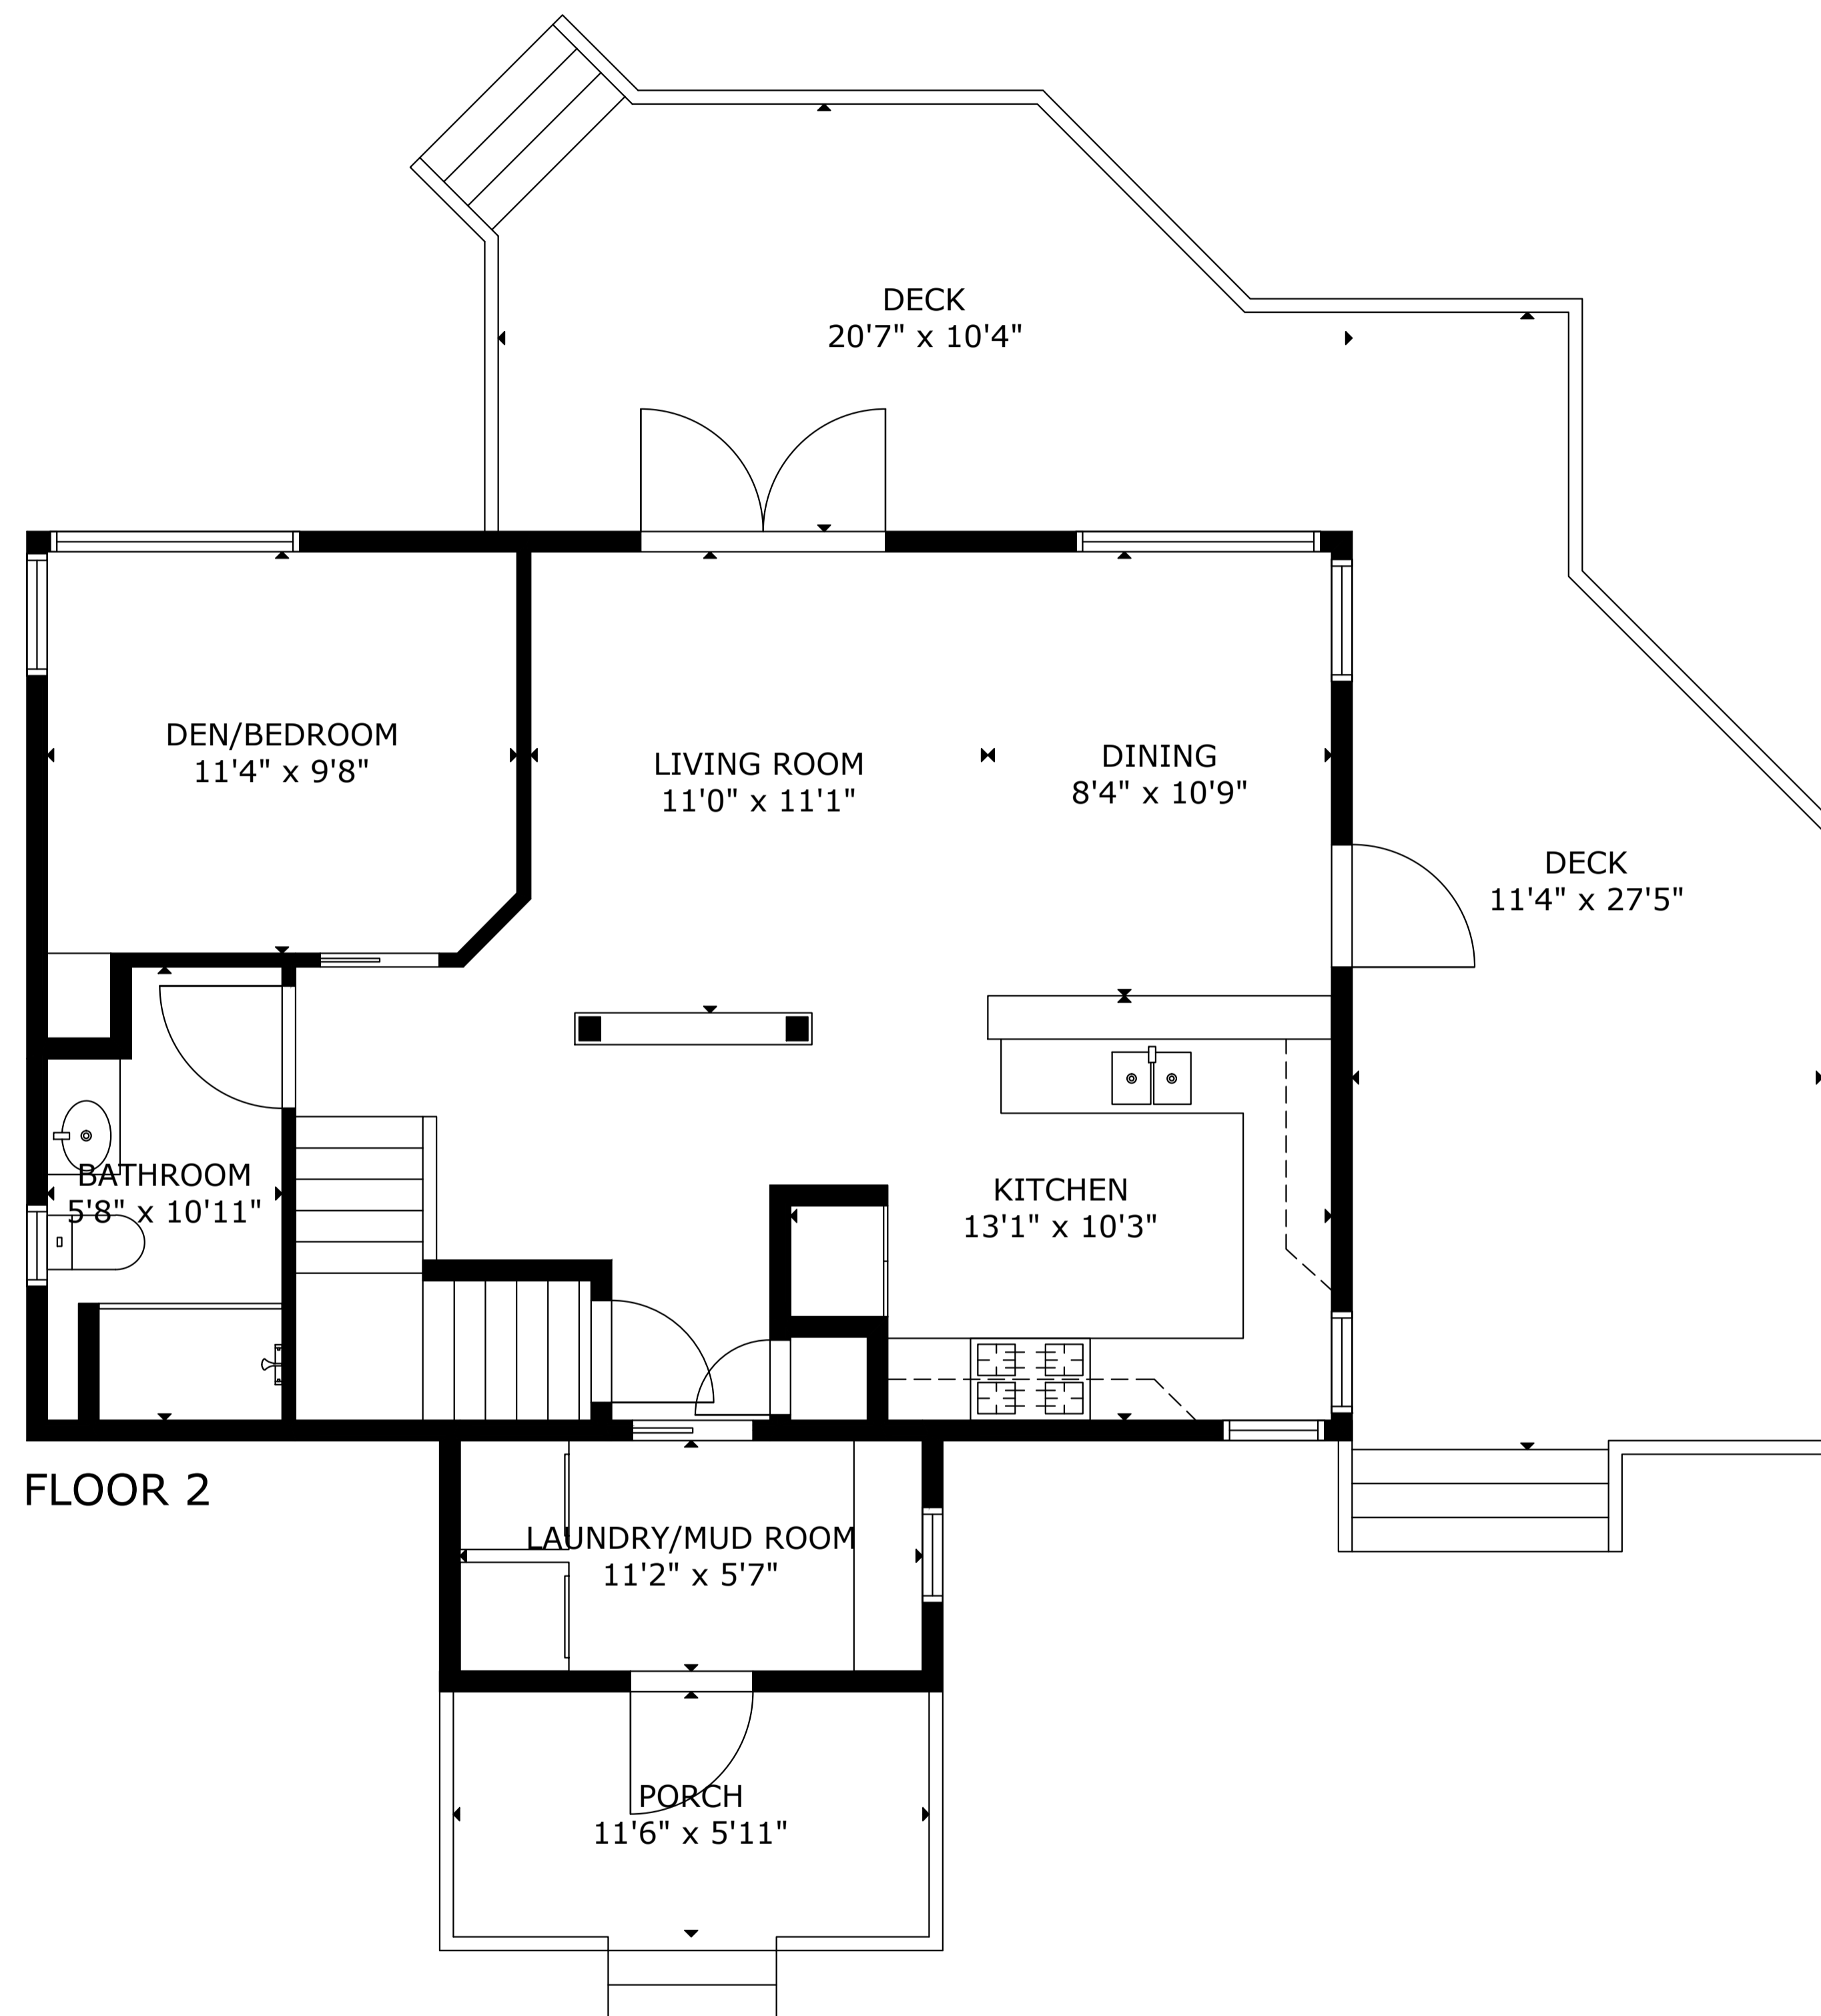 DECK
20'7" x 10'4"
DEN/BEDROOM
11'4" x 9'8"
LIVING ROOM
11'0" x 11'1"
DINING
8'4" x 10'9"
DECK
11'4" x 27'5"
BATHROOM
5'8" x 10'11"
KITCHEN
13'1" x 10'3"
FLOOR 2
LAUNDRY/MUD ROOM
11'2" x 5'7"
PORCH
11'6" x 5'11"